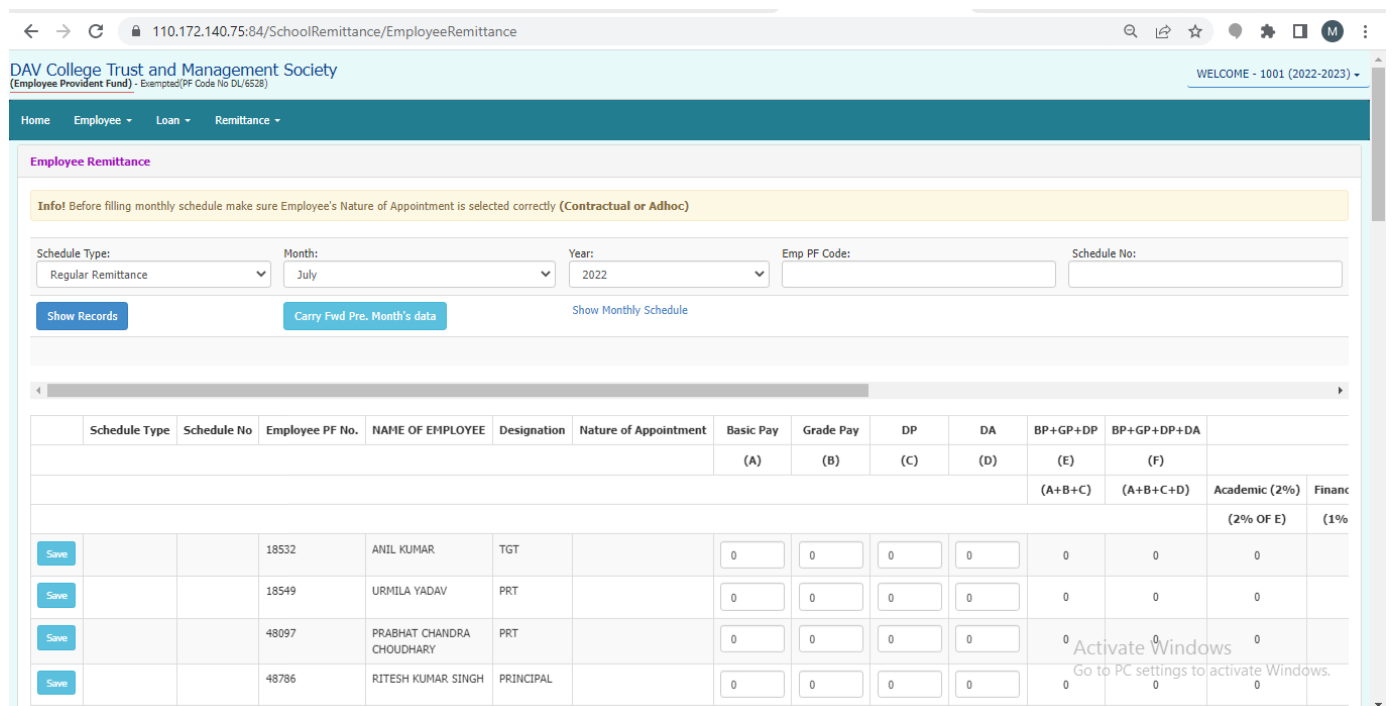 110.172.140.75:84/SchoolRemittance/EmployeeRemittance
M
DAV College Trust and Management Society
(Employee Provident Fund) - Exempted(PF Code No DL/6528)
WELCOME - 1001 (2022-2023)
Home Employee Loan Remittance
Employee Remittance
Info! Before filling monthly schedule make sure Employee's Nature of Appointment is selected correctly (Contractual or Adhoc)
Schedule Type: Month: Year: Emp PF Code: Schedule No:
Regular Remittance July 2022
Show Records Carry Fwd Pre. Month's data Show Monthly Schedule
Schedule Type Schedule No Employee PF No. NAME OF EMPLOYEE Designation Nature of Appointment Basic Pay Grade Pay DP DA BP+GP+DP BP+GP+DP+DA
(A) (B) (C) (D) (E) (F)
(A+B+C) (A+B+C+D) Academic (2%) Financ
(2% OF E) (1%
Save 18532 ANIL KUMAR TGT 0 0 0 0 0 0 0
Save 18549 URMILA YADAV PRT 0 0 0 0 0 0 0
Save 48097 PRABHAT CHANDRA PRT 0 0 0 0 0 0 0
CHOUDHARY
Activate Windows
Go to PC settings to activate Windows.
Save 48786 RITESH KUMAR SINGH PRINCIPAL 0 0 0 0 0 0 0